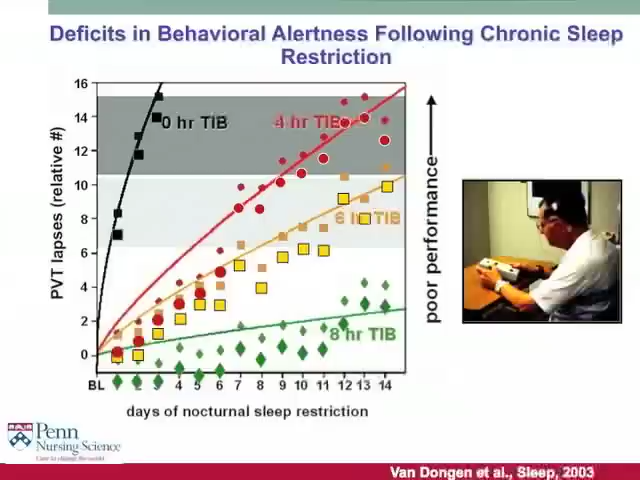 Deficits in Behavioral Alertness Following Chronic Sleep
Restriction
16
14
12
10
8
6
4
2
0
PVT lapses (relative #)
0 hr TIB
4 hr TIB
6 hr TIB
8 hr TIB
BL 1 2 3 4 5 6 7 8 9 10 11 12 13 14
days of nocturnal sleep restriction
poor performance
Penn
Nursing Science
Van Dongen et al., Sleep, 2003